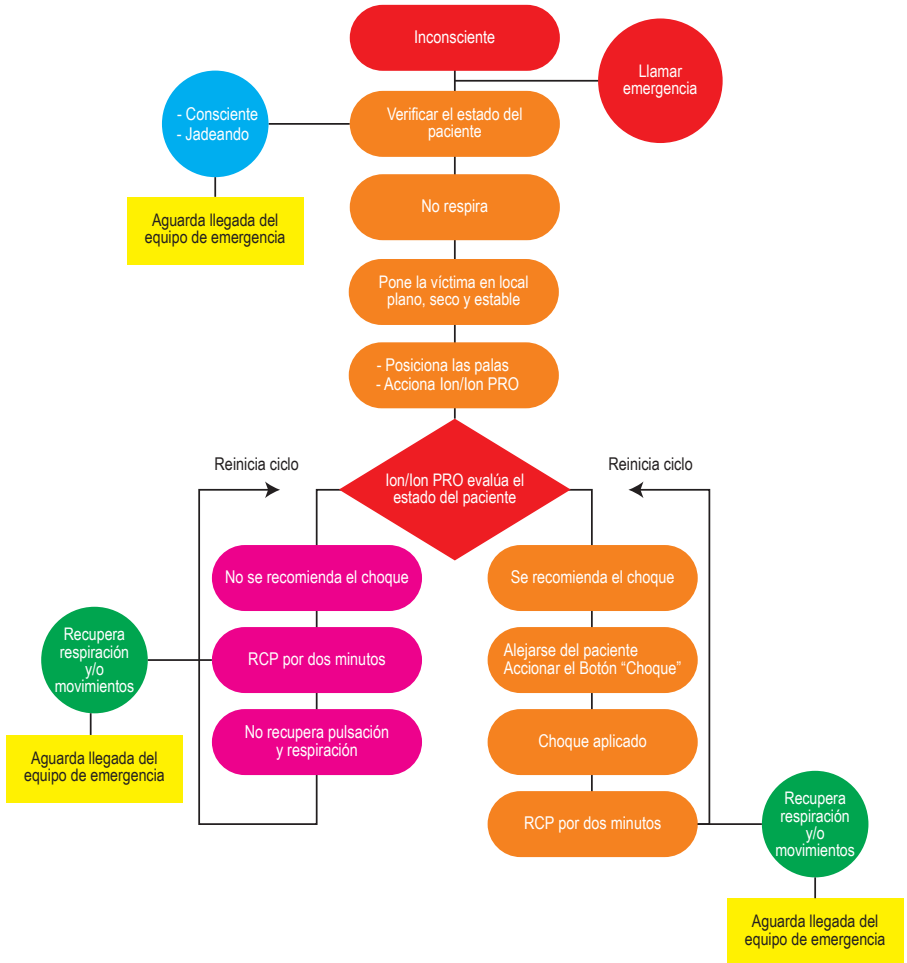 Inconsciente
Llamar
emergencia
- Consciente
- Jadeando
Verificar el estado del
paciente
Aguarda llegada del
equipo de emergencia
No respira
Pone la víctima en local
plano, seco y estable
- Posiciona las palas
- Acciona Ion/Ion PRO
Reinicia ciclo
Ion/Ion PRO evalúa el
estado del paciente
Reinicia ciclo
No se recomienda el choque
RCP por dos minutos
No recupera pulsación
y respiración
Recupera
respiración
y/o
movimientos
Aguarda llegada del
equipo de emergencia
Se recomienda el choque
Alejarse del paciente
Accionar el Botón “Choque”
Choque aplicado
RCP por dos minutos
Recupera
respiración
y/o
movimientos
Aguarda llegada del
equipo de emergencia